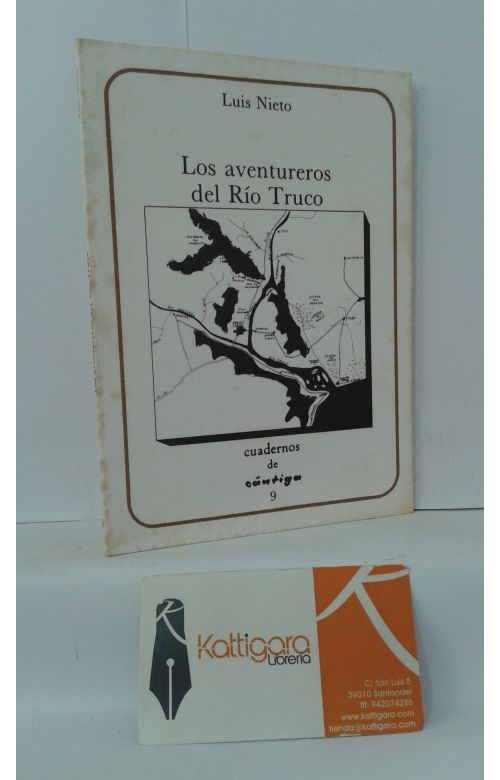 Luis Nieto
Los aventureros
del Río Truco
cuadernos
de
cántiga
9
Kattigara
Librería
C/ San Luis 5
39010 Santander
tlf: 942074286
www.kattigara.com
tienda@kattigara.com